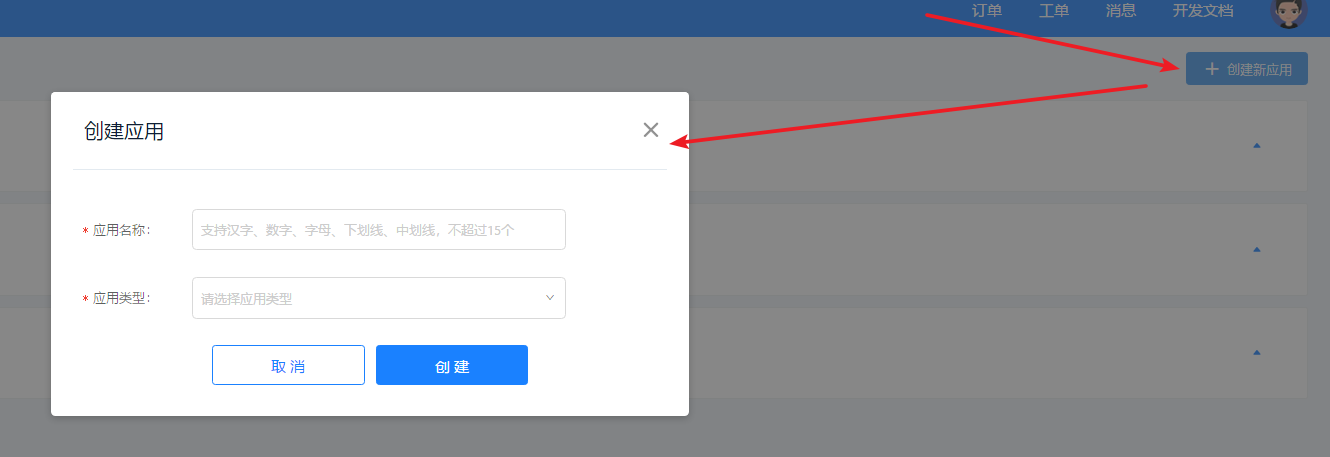 订单 工单 消息 开发文档
+ 创建新应用
创建应用
* 应用名称：
支持汉字、数字、字母、下划线、中划线，不超过15个
* 应用类型：
请选择应用类型
取 消 创 建